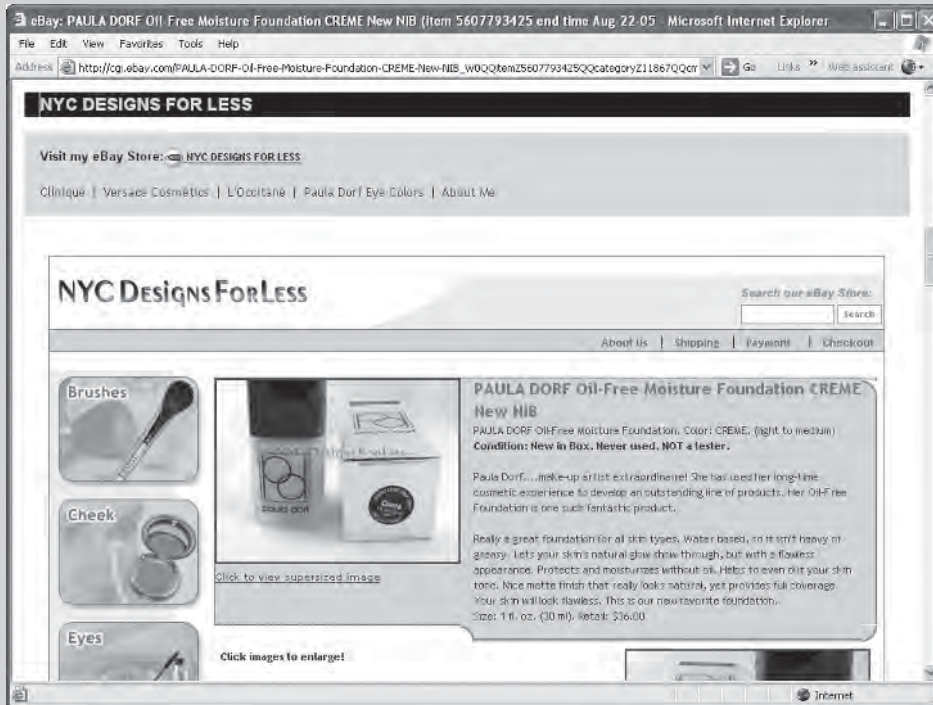 eBay: PAULA DORF Oil-Free Moisture Foundation CREME New NIB (item 5607793425 end time Aug 22-05 - Microsoft Internet Explorer
File Edit View Favorites Tools Help
Address http://cgi.ebay.com/PAULA-DORF-Oil-Free-Moisture-Foundation-CREME-New-NIB_W0QQitemZ5607793425QQcategoryZ11867QQcm Go Links » Web assistant
NYC DESIGNS FOR LESS
Visit my eBay Store: NYC DESIGNS FOR LESS
Clinique | Versace Cosmetics | L'Occitane | Paula Dorf Eye Colors | About Me
NYC DESIGNS FOR LESS
Search our eBay Store:
Search
About Us | Shipping | Payment | Checkout
Brushes
Cheek
Eyes
PAULA DORF
Click to view supersized image
PAULA DORF Oil-Free Moisture Foundation CREME
New NIB
PAULA DORF Oil-Free Moisture Foundation. Color: CREME. (light to medium)
Condition: New in Box. Never used. NOT a tester.
Paula Dorf....make-up artist extraordinaire! She has used her long-time
cosmetic experience to develop an outstanding line of products. Her Oil-Free
Foundation is one such fantastic product.
Really a great foundation for all skin types. Water based, so it isn't heavy or
greasy. Lets your skin's natural glow show through, but with a flawless
appearance. Protects and moisturizes without oil. Helps to even out your skin
tone. Nice matte finish that really looks natural, yet provides full coverage.
Your skin will look flawless. This is our new favorite foundation.
Size: 1 fl. oz. (30 ml). Retail: $36.00
Click images to enlarge!
Internet